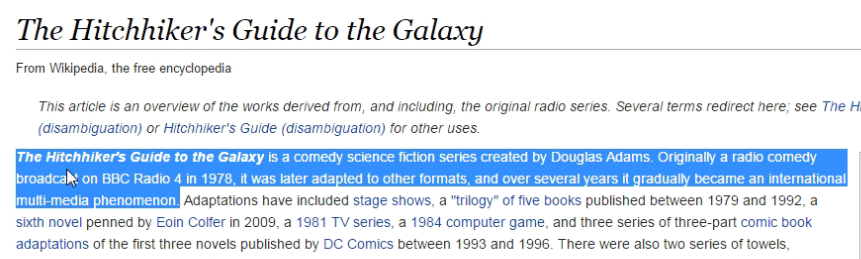 The Hitchhiker's Guide to the Galaxy
From Wikipedia, the free encyclopedia
This article is an overview of the works derived from, and including, the original radio series. Several terms redirect here; see The
(disambiguation) or Hitchhiker's Guide (disambiguation) for other uses.
The Hitchhiker's Guide to the Galaxy is a comedy science fiction series created by Douglas Adams. Originally a radio comedy
broadcast on BBC Radio 4 in 1978, it was later adapted to other formats, and over several years it gradually became an international
multi-media phenomenon. Adaptations have included stage shows, a "trilogy" of five books published between 1979 and 1992, a
sixth novel penned by Eoin Colfer in 2009, a 1981 TV series, a 1984 computer game, and three series of three-part comic book
adaptations of the first three novels published by DC Comics between 1993 and 1996. There were also two series of towels,